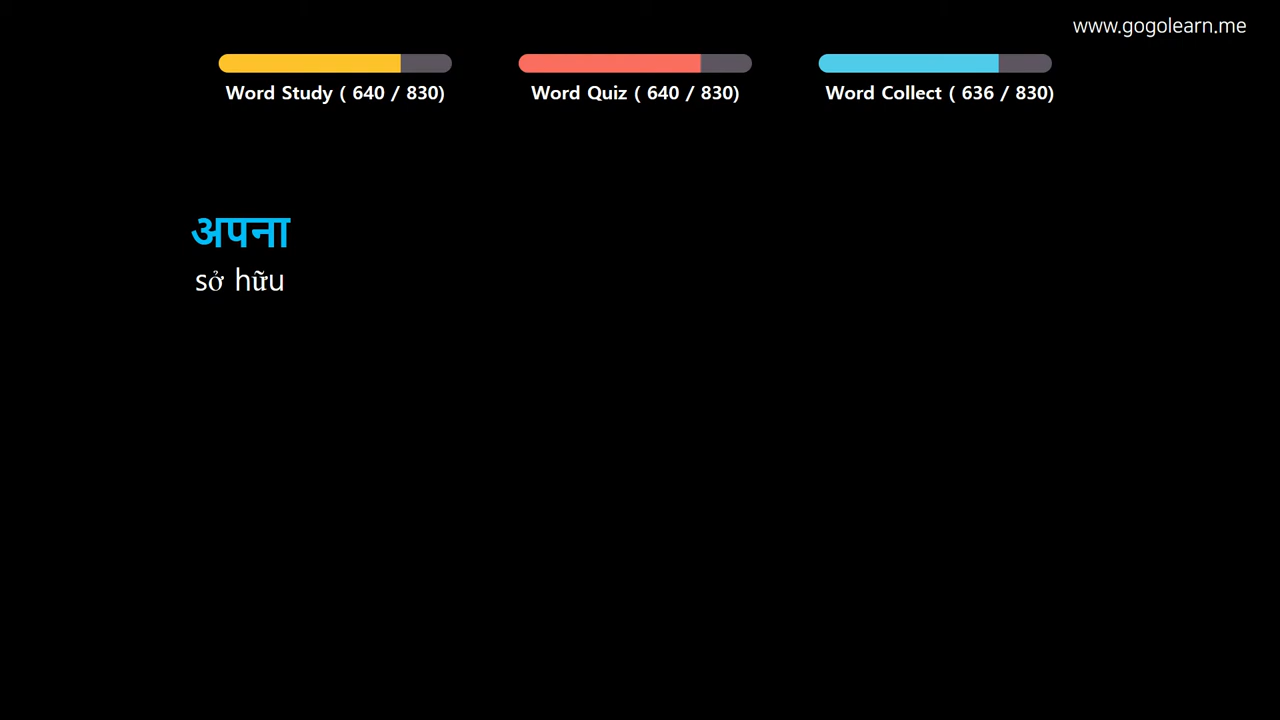 www.gogolearn.me
Word Study ( 640 / 830)
Word Quiz ( 640 / 830)
Word Collect ( 636 / 830)
अपना
sở hữu